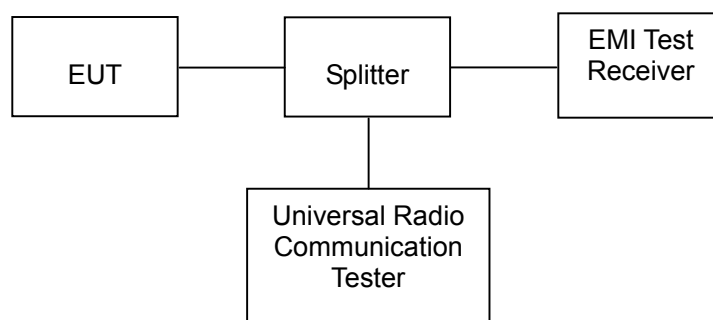 EUT
Splitter
EMI Test
Receiver
Universal Radio
Communication
Tester